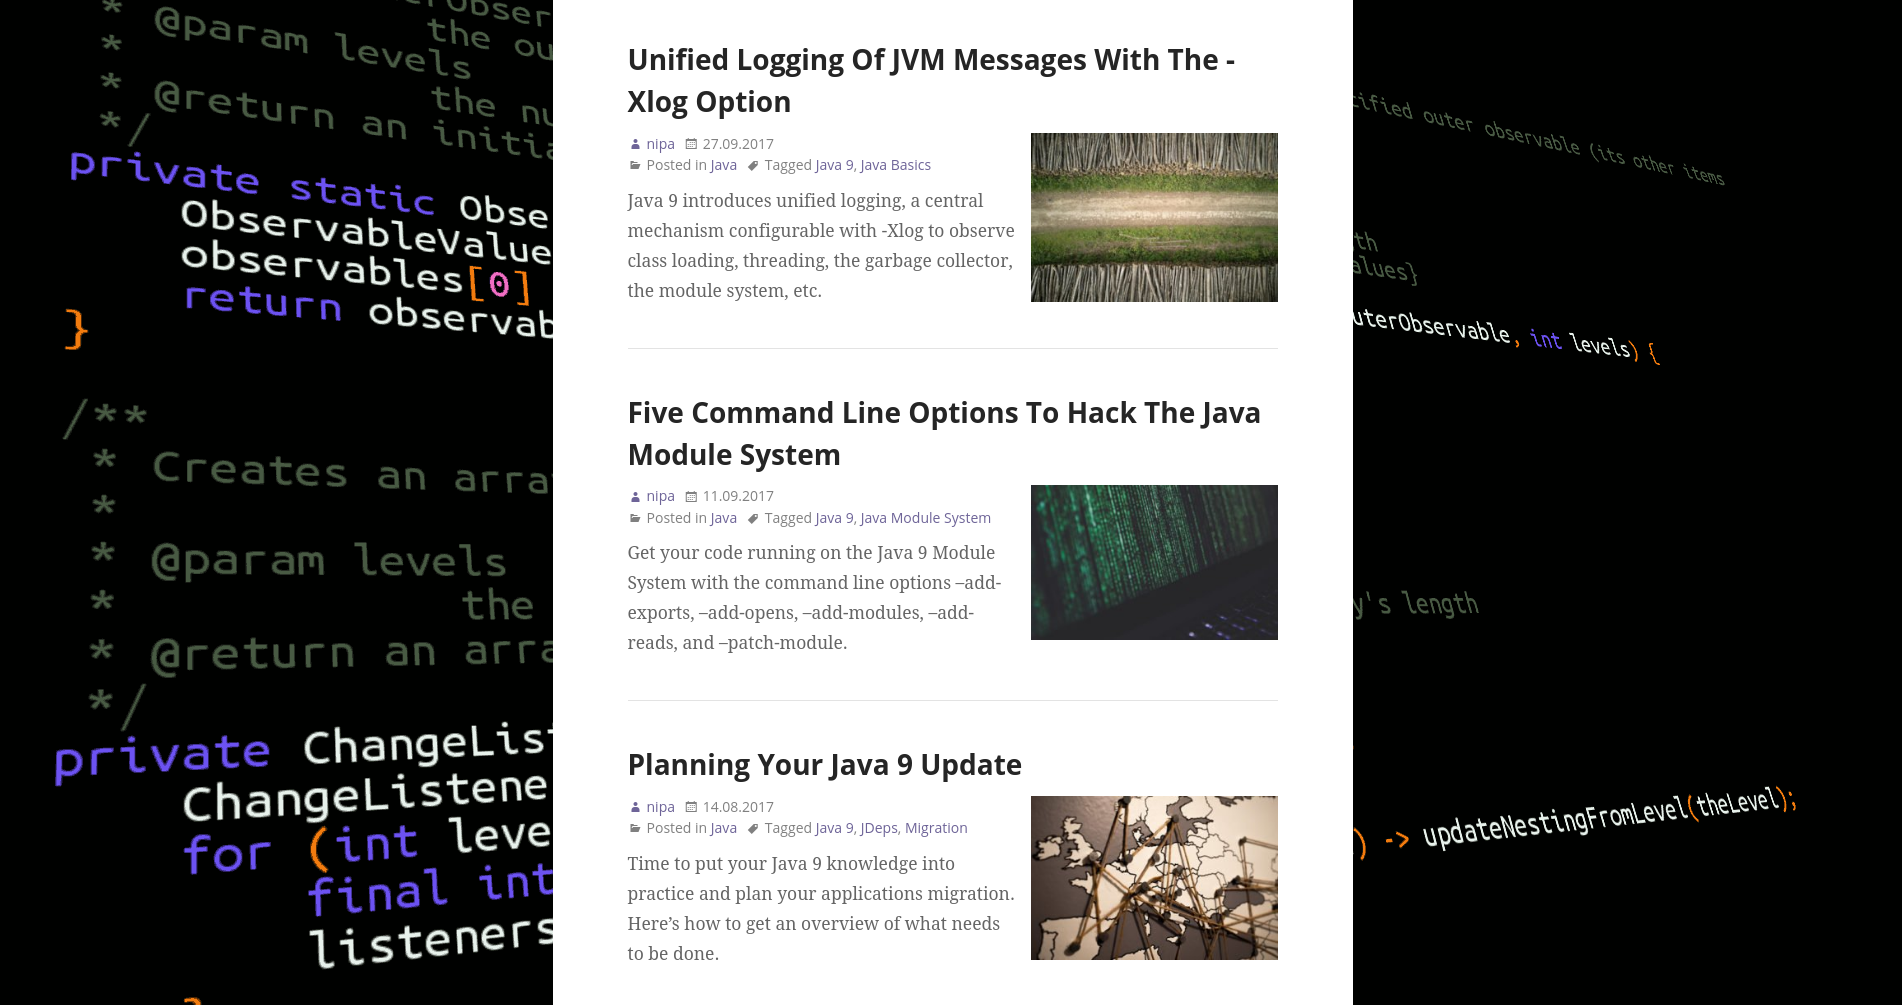 Observer
* @param levels
the ou
*
the nu
* @return an initia
*/
private static Obse
ObservableValue
observables[0]
return observab
}
/**
* Creates an arra
*
* @param levels
* the
* @return an arra
*/
private ChangeList
ChangeListene
for (int leve
final int
listeners
Unified Logging Of JVM Messages With The -
Xlog Option
nipa 27.09.2017
Posted in Java Tagged Java 9, Java Basics
Java 9 introduces unified logging, a central
mechanism configurable with -Xlog to observe
class loading, threading, the garbage collector,
the module system, etc.
Five Command Line Options To Hack The Java
Module System
nipa 11.09.2017
Posted in Java Tagged Java 9, Java Module System
Get your code running on the Java 9 Module
System with the command line options –add-
exports, –add-opens, –add-modules, –add-
reads, and –patch-module.
Planning Your Java 9 Update
nipa 14.08.2017
Posted in Java Tagged Java 9, JDeps, Migration
Time to put your Java 9 knowledge into
practice and plan your applications migration.
Here’s how to get an overview of what needs
to be done.
cified outer observable (its other items
th
alues}
uterObservable, int levels) {
y's length
) -> updateNestingFromLevel(theLevel);